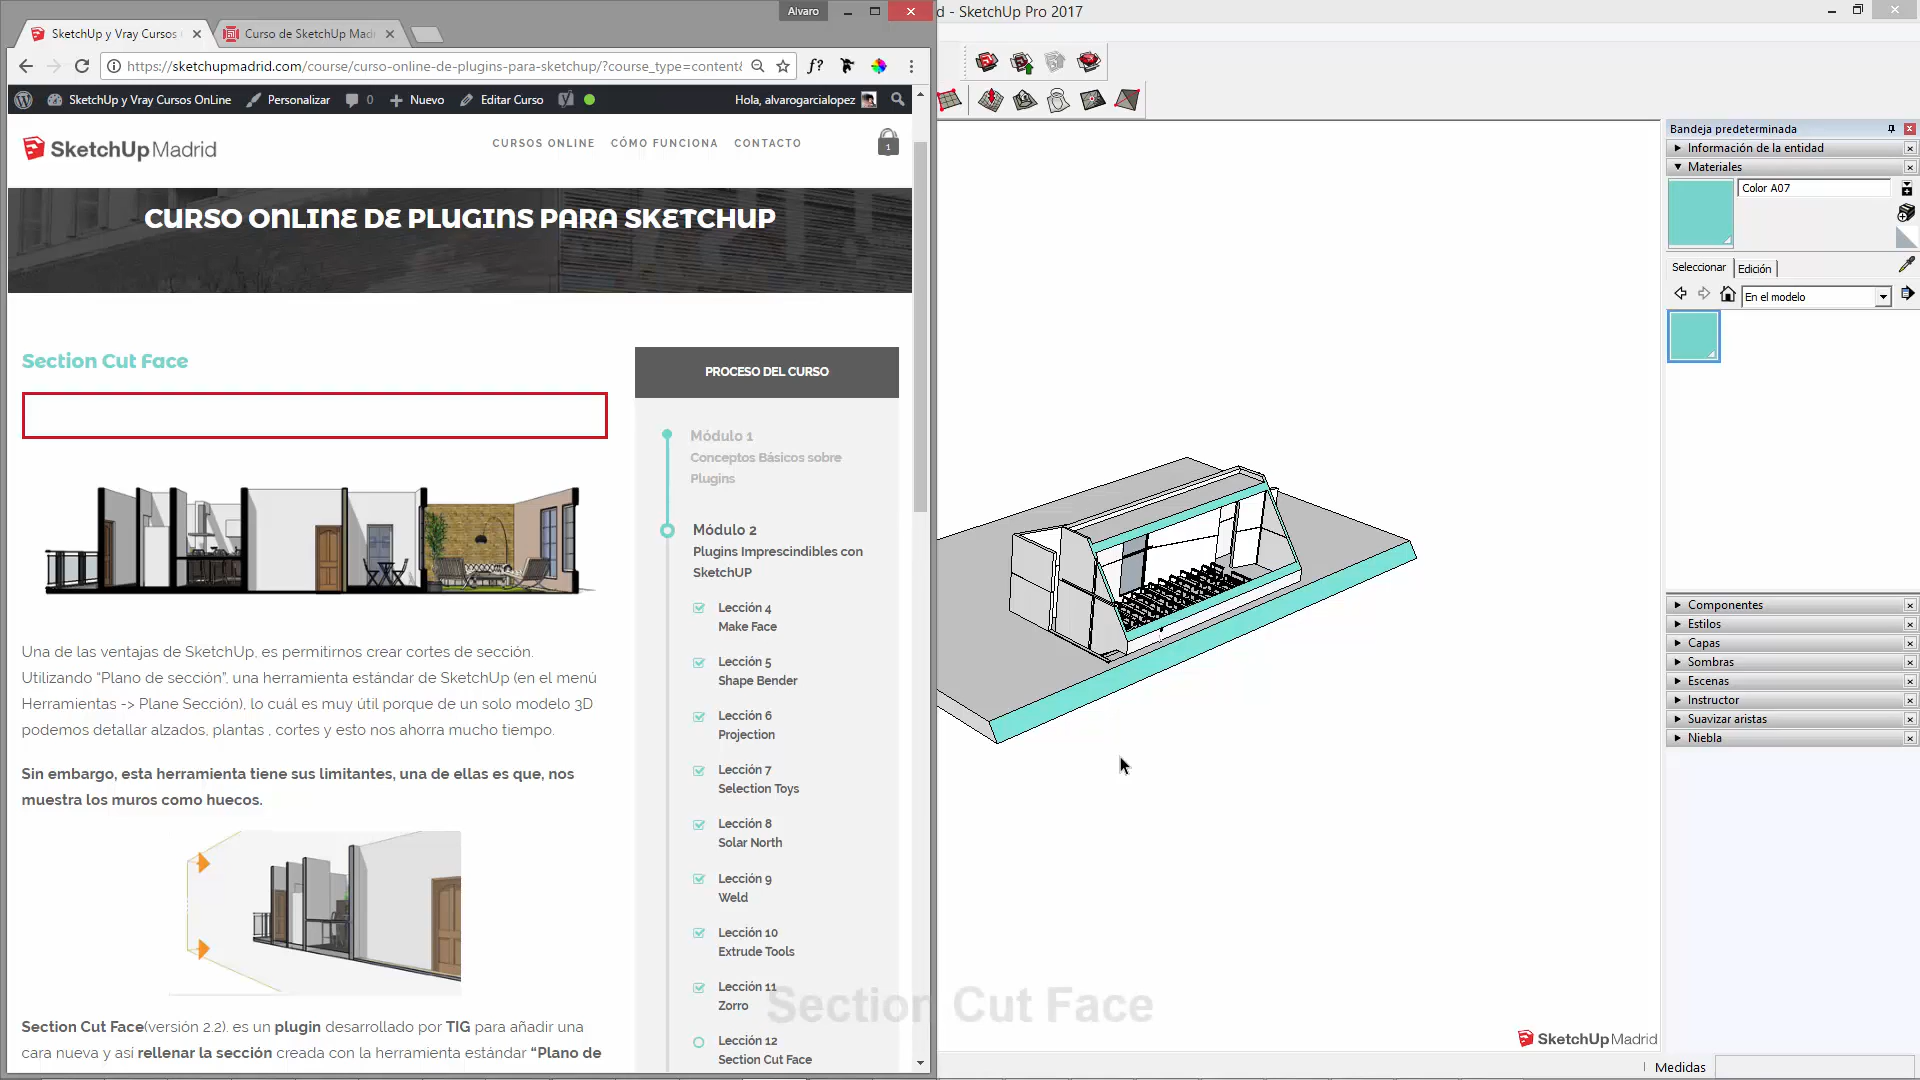 Alvaro
SketchUp y Vray Cursos
Curso de SketchUp Madr
d - SketchUp Pro 2017
https://sketchupmadrid.com/course/curso-online-de-plugins-para-sketchup/?course_type=content&
f?
SketchUp y Vray Cursos OnLine
Personalizar
0
Nuevo
Editar Curso
Hola, alvarogarcialopez
SketchUp Madrid
CURSOS ONLINE
CÓMO FUNCIONA
CONTACTO
1
CURSO ONLINE DE PLUGINS PARA SKETCHUP
Section Cut Face
Una de las ventajas de SketchUp, es permitirnos crear cortes de sección.
Utilizando “Plano de sección”, una herramienta estándar de SketchUp (en el menú
Herramientas -> Plane Sección), lo cuál es muy útil porque de un solo modelo 3D
podemos detallar alzados, plantas , cortes y esto nos ahorra mucho tiempo.
Sin embargo, esta herramienta tiene sus limitantes, una de ellas es que, nos
muestra los muros como huecos.
Section Cut Face(versión 2.2). es un plugin desarrollado por TIG para añadir una
cara nueva y así rellenar la sección creada con la herramienta estándar “Plano de
PROCESO DEL CURSO
Módulo 1
Conceptos Básicos sobre
Plugins
Módulo 2
Plugins Imprescindibles con
SketchUP
Lección 4
Make Face
Lección 5
Shape Bender
Lección 6
Projection
Lección 7
Selection Toys
Lección 8
Solar North
Lección 9
Weld
Lección 10
Extrude Tools
Lección 11
Zorro
Lección 12
Section Cut Face
Section Cut Face
Bandeja predeterminada
Información de la entidad
Materiales
Color A07
Seleccionar
Edición
En el modelo
Componentes
Estilos
Capas
Sombras
Escenas
Instructor
Suavizar aristas
Niebla
SketchUp Madrid
Medidas